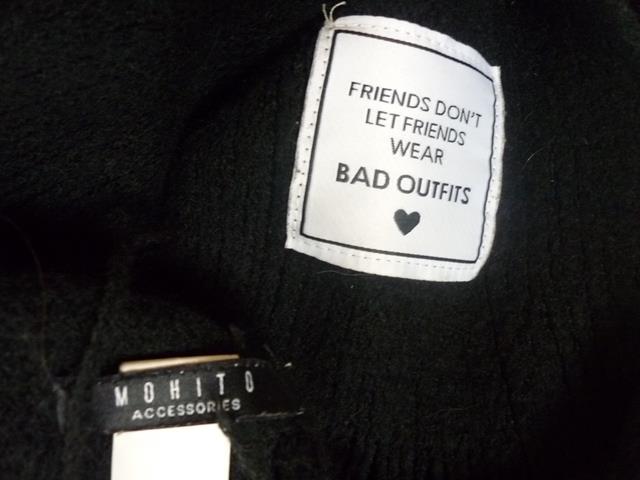 FRIENDS DON'T
LET FRIENDS
WEAR
BAD OUTFITS
MOHITO
ACCESSORIES